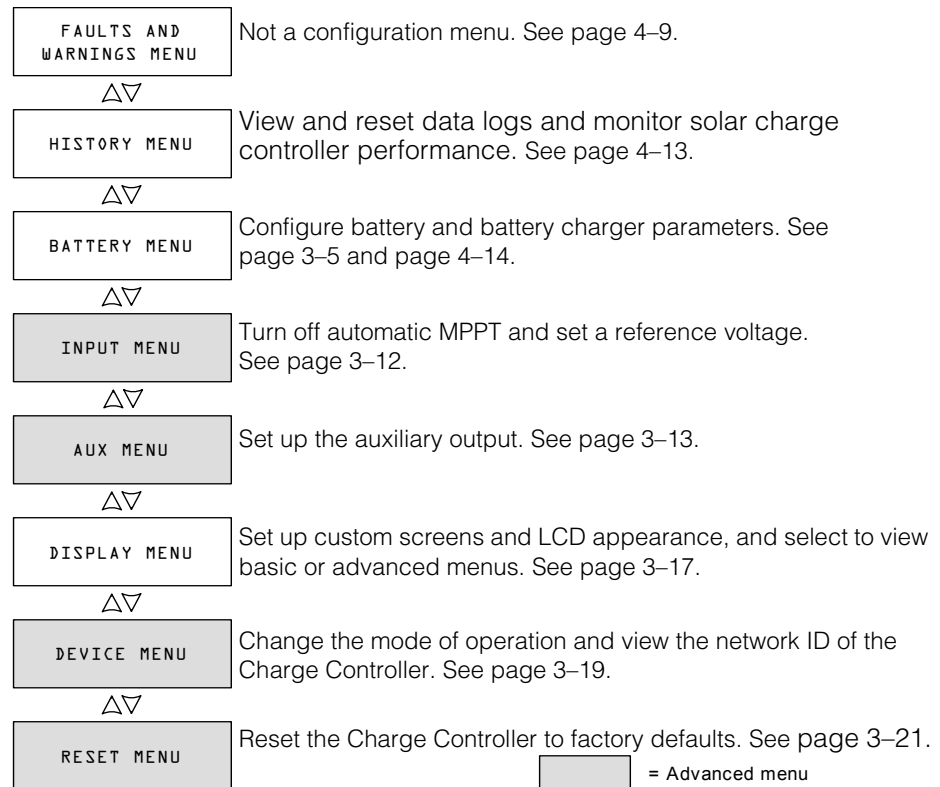 FAULTS AND
WARNINGS MENU
Not a configuration menu. See page 4–9.
HISTORY MENU
View and reset data logs and monitor solar charge
controller performance. See page 4–13.
BATTERY MENU
Configure battery and battery charger parameters. See
page 3–5 and page 4–14.
INPUT MENU
Turn off automatic MPPT and set a reference voltage.
See page 3–12.
AUX MENU
Set up the auxiliary output. See page 3–13.
DISPLAY MENU
Set up custom screens and LCD appearance, and select to view
basic or advanced menus. See page 3–17.
DEVICE MENU
Change the mode of operation and view the network ID of the
Charge Controller. See page 3–19.
RESET MENU
Reset the Charge Controller to factory defaults. See page 3–21.
= Advanced menu